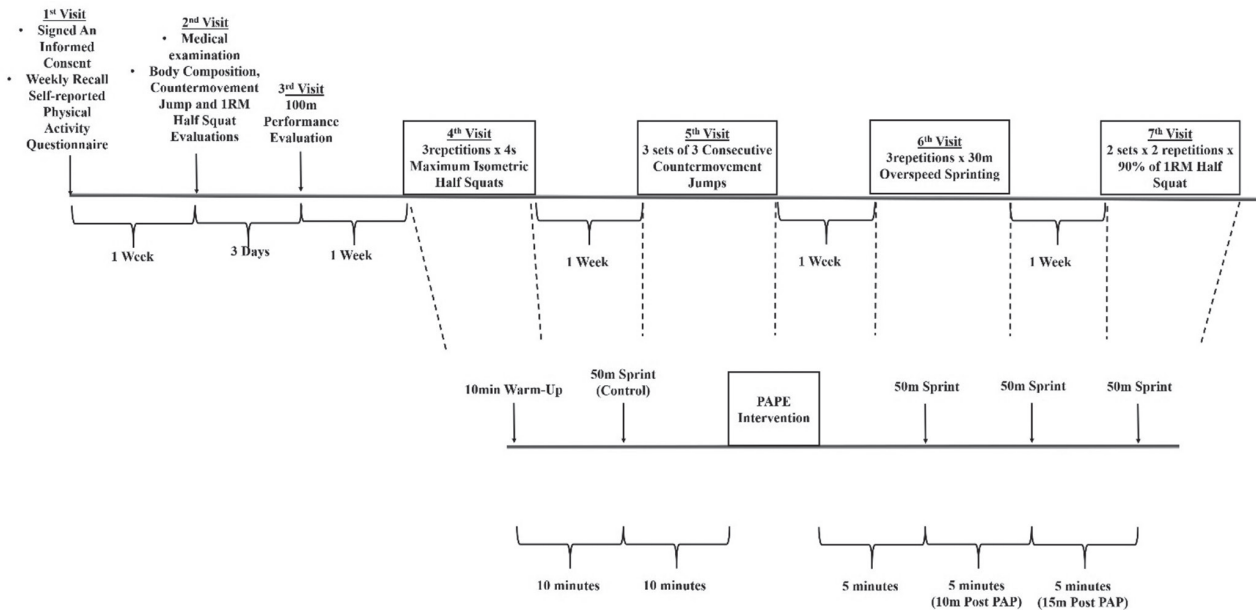 1st Visit
• Signed An
Informed
Consent
• Weekly Recall
Self-reported
Physical
Activity
Questionnaire
2nd Visit
• Medical
examination
• Body Composition,
Countermovement
Jump and 1RM
Half Squat
Evaluations
3rd Visit
100m
Performance
Evaluation
4th Visit
3repetitions x 4s
Maximum Isometric
Half Squats
5th Visit
3 sets of 3 Consecutive
Countermovement
Jumps
6th Visit
3repetitions x 30m
Overspeed Sprinting
7th Visit
2 sets x 2 repetitions x
90% of 1RM Half
Squat
1 Week
3 Days
1 Week
1 Week
1 Week
1 Week
10min Warm-Up
50m Sprint
(Control)
PAPE
Intervention
50m Sprint
50m Sprint
50m Sprint
10 minutes
10 minutes
5 minutes
5 minutes
(10m Post PAP)
5 minutes
(15m Post PAP)